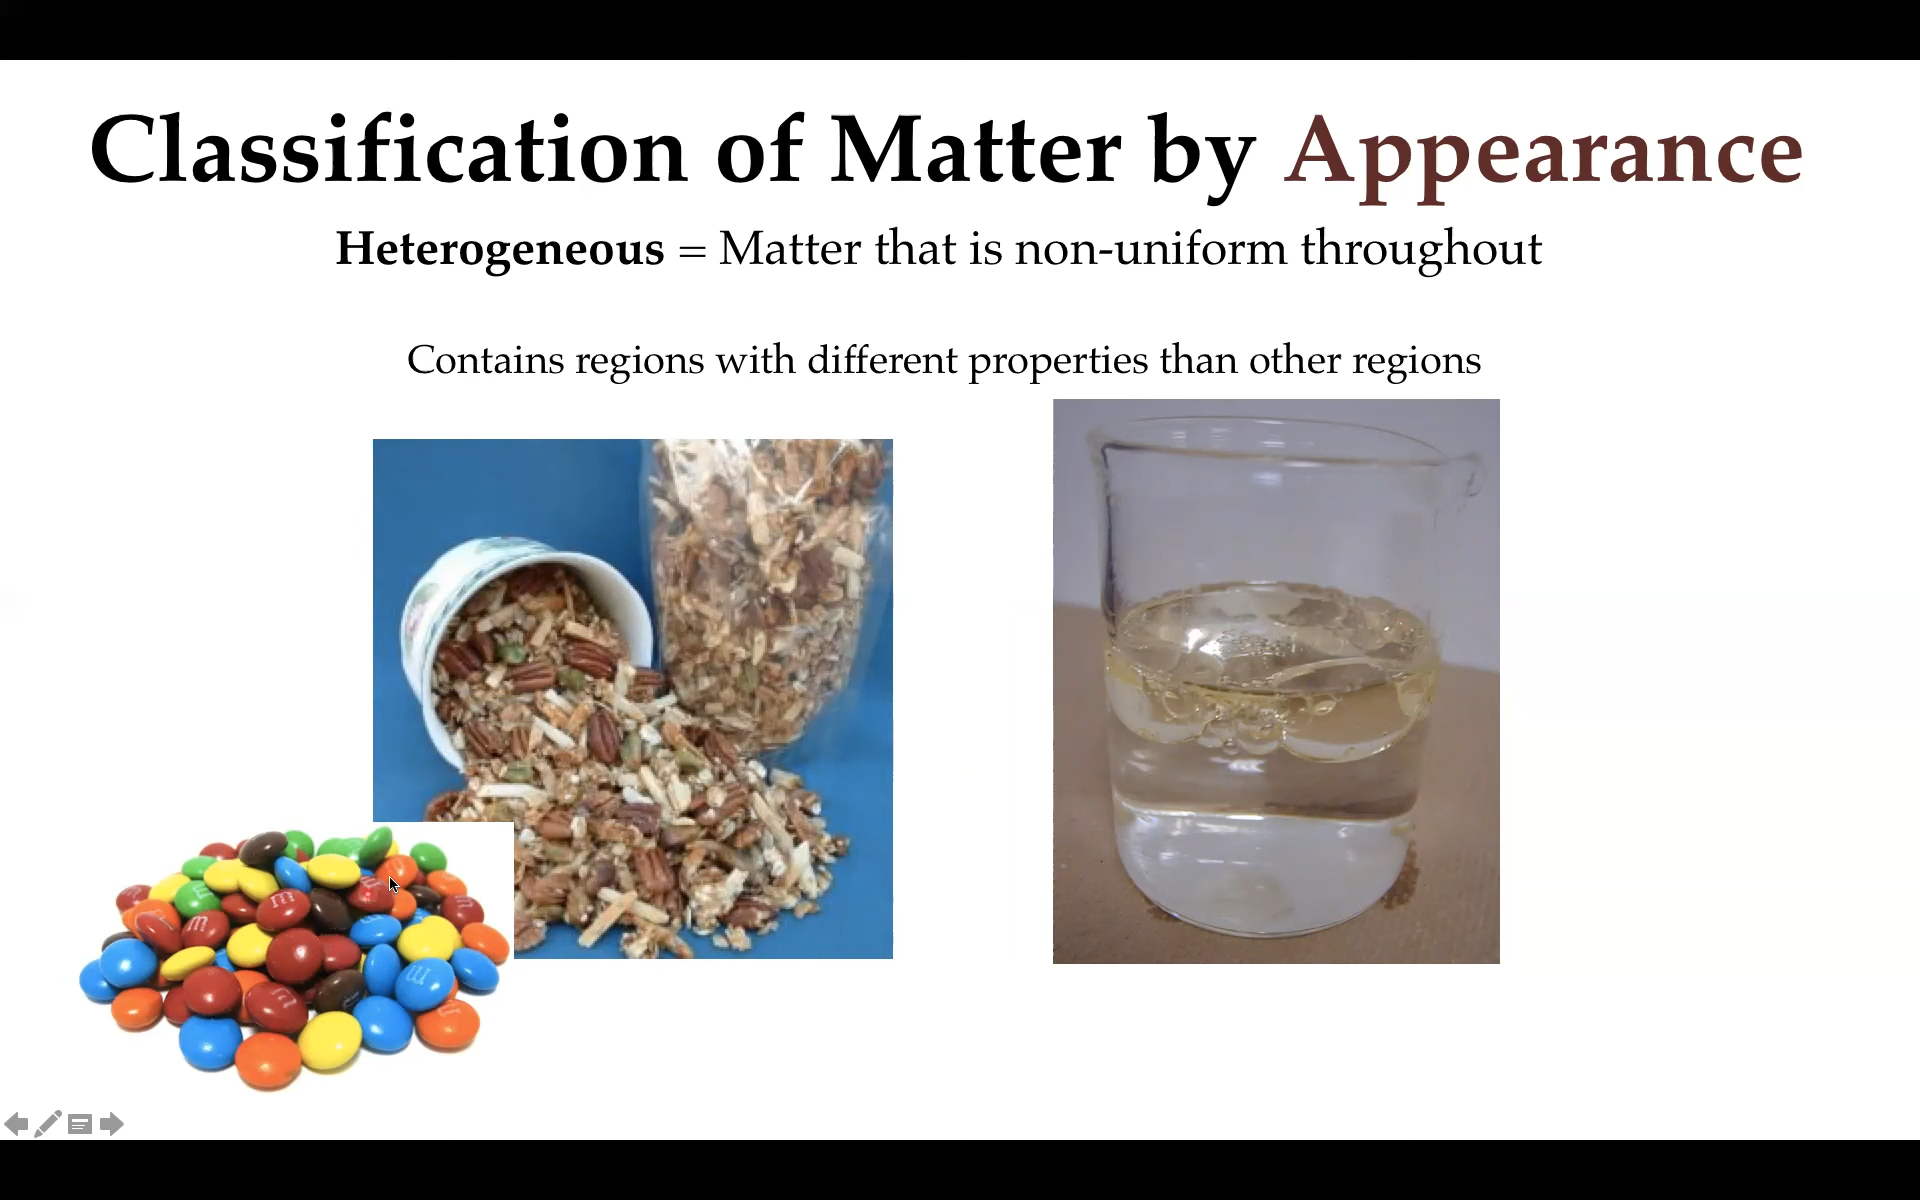 Classification of Matter by Appearance
Heterogeneous = Matter that is non-uniform throughout
Contains regions with different properties than other regions
m
m
m
m
m
m